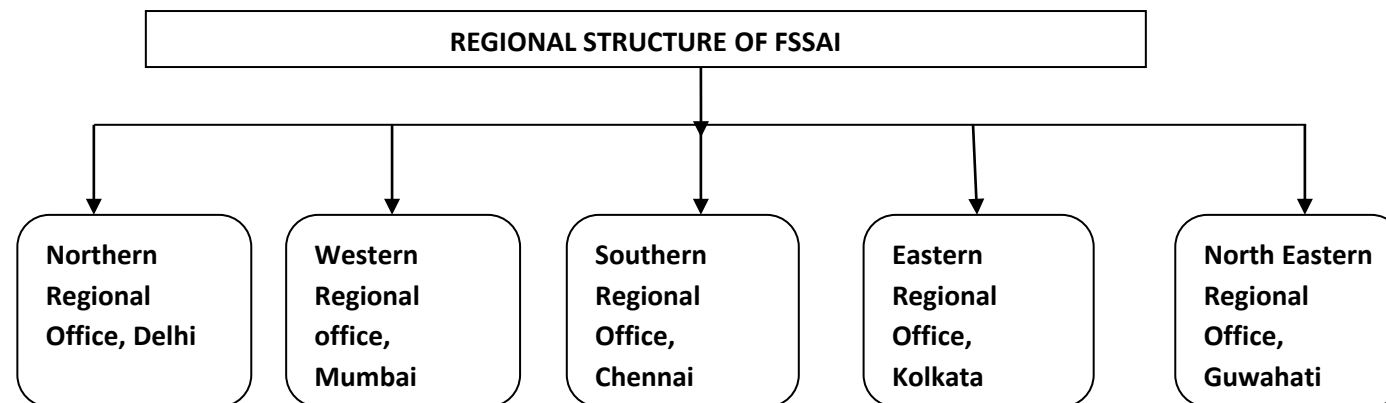 REGIONAL STRUCTURE OF FSSAI
Northern
Regional
Office, Delhi
Western
Regional
office,
Mumbai
Southern
Regional
Office,
Chennai
Eastern
Regional
Office,
Kolkata
North Eastern
Regional
Office,
Guwahati